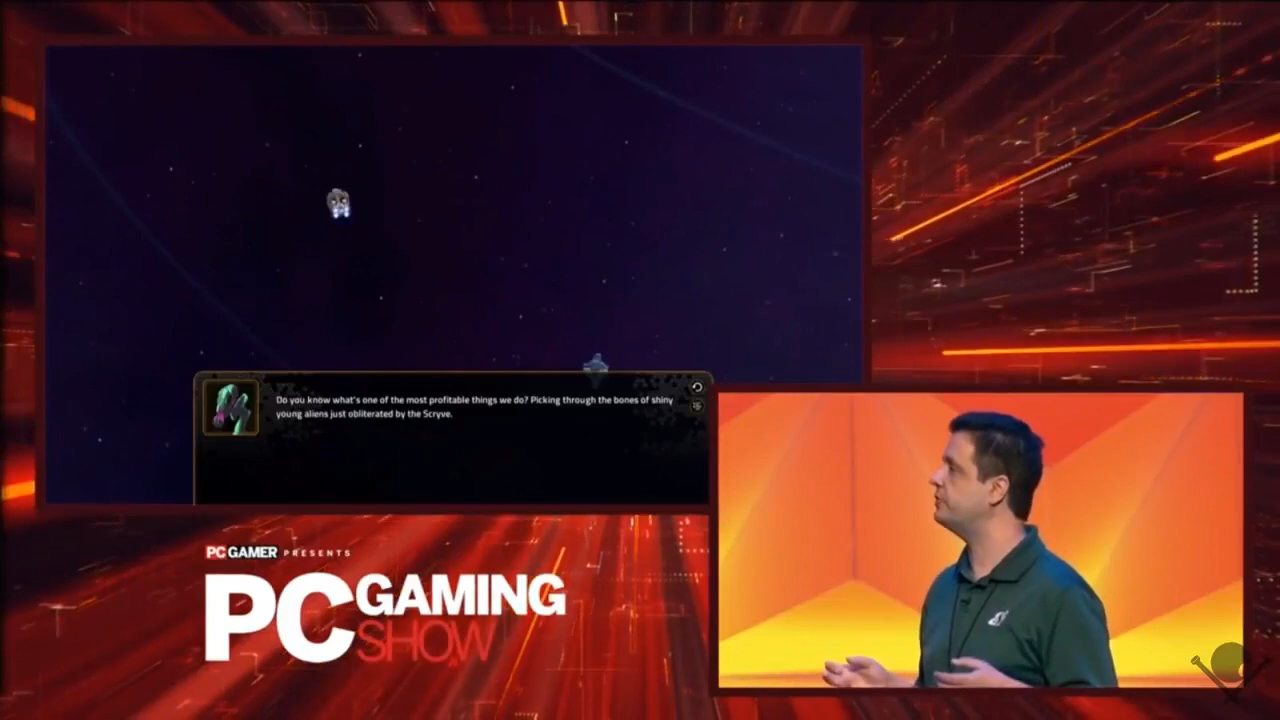 Do you know what's one of the most profitable things we do? Picking through the bones of shiny
young aliens just obliterated by the Scryve.
PC GAMER PRESENTS
PC GAMING
SHOW